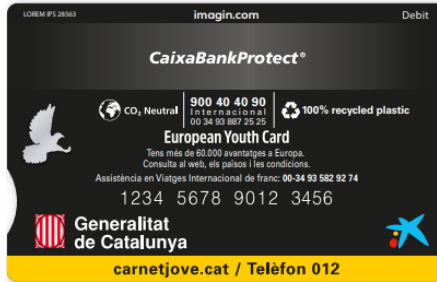 LOREM IPS 28563
imagin.com
Debit
CaixaBankProtect®
CO₂ Neutral
900 40 40 90
Internacional
00 34 93 887 25 25
100% recycled plastic
European Youth Card
Tens més de 60.000 avantatges a Europa.
Consulta al web, els països i les condicions.
Assistència en Viatges Internacional de franc: 00-34 93 582 92 74
1234 5678 9012 3456
Generalitat
de Catalunya
carnetjove.cat / Telèfon 012